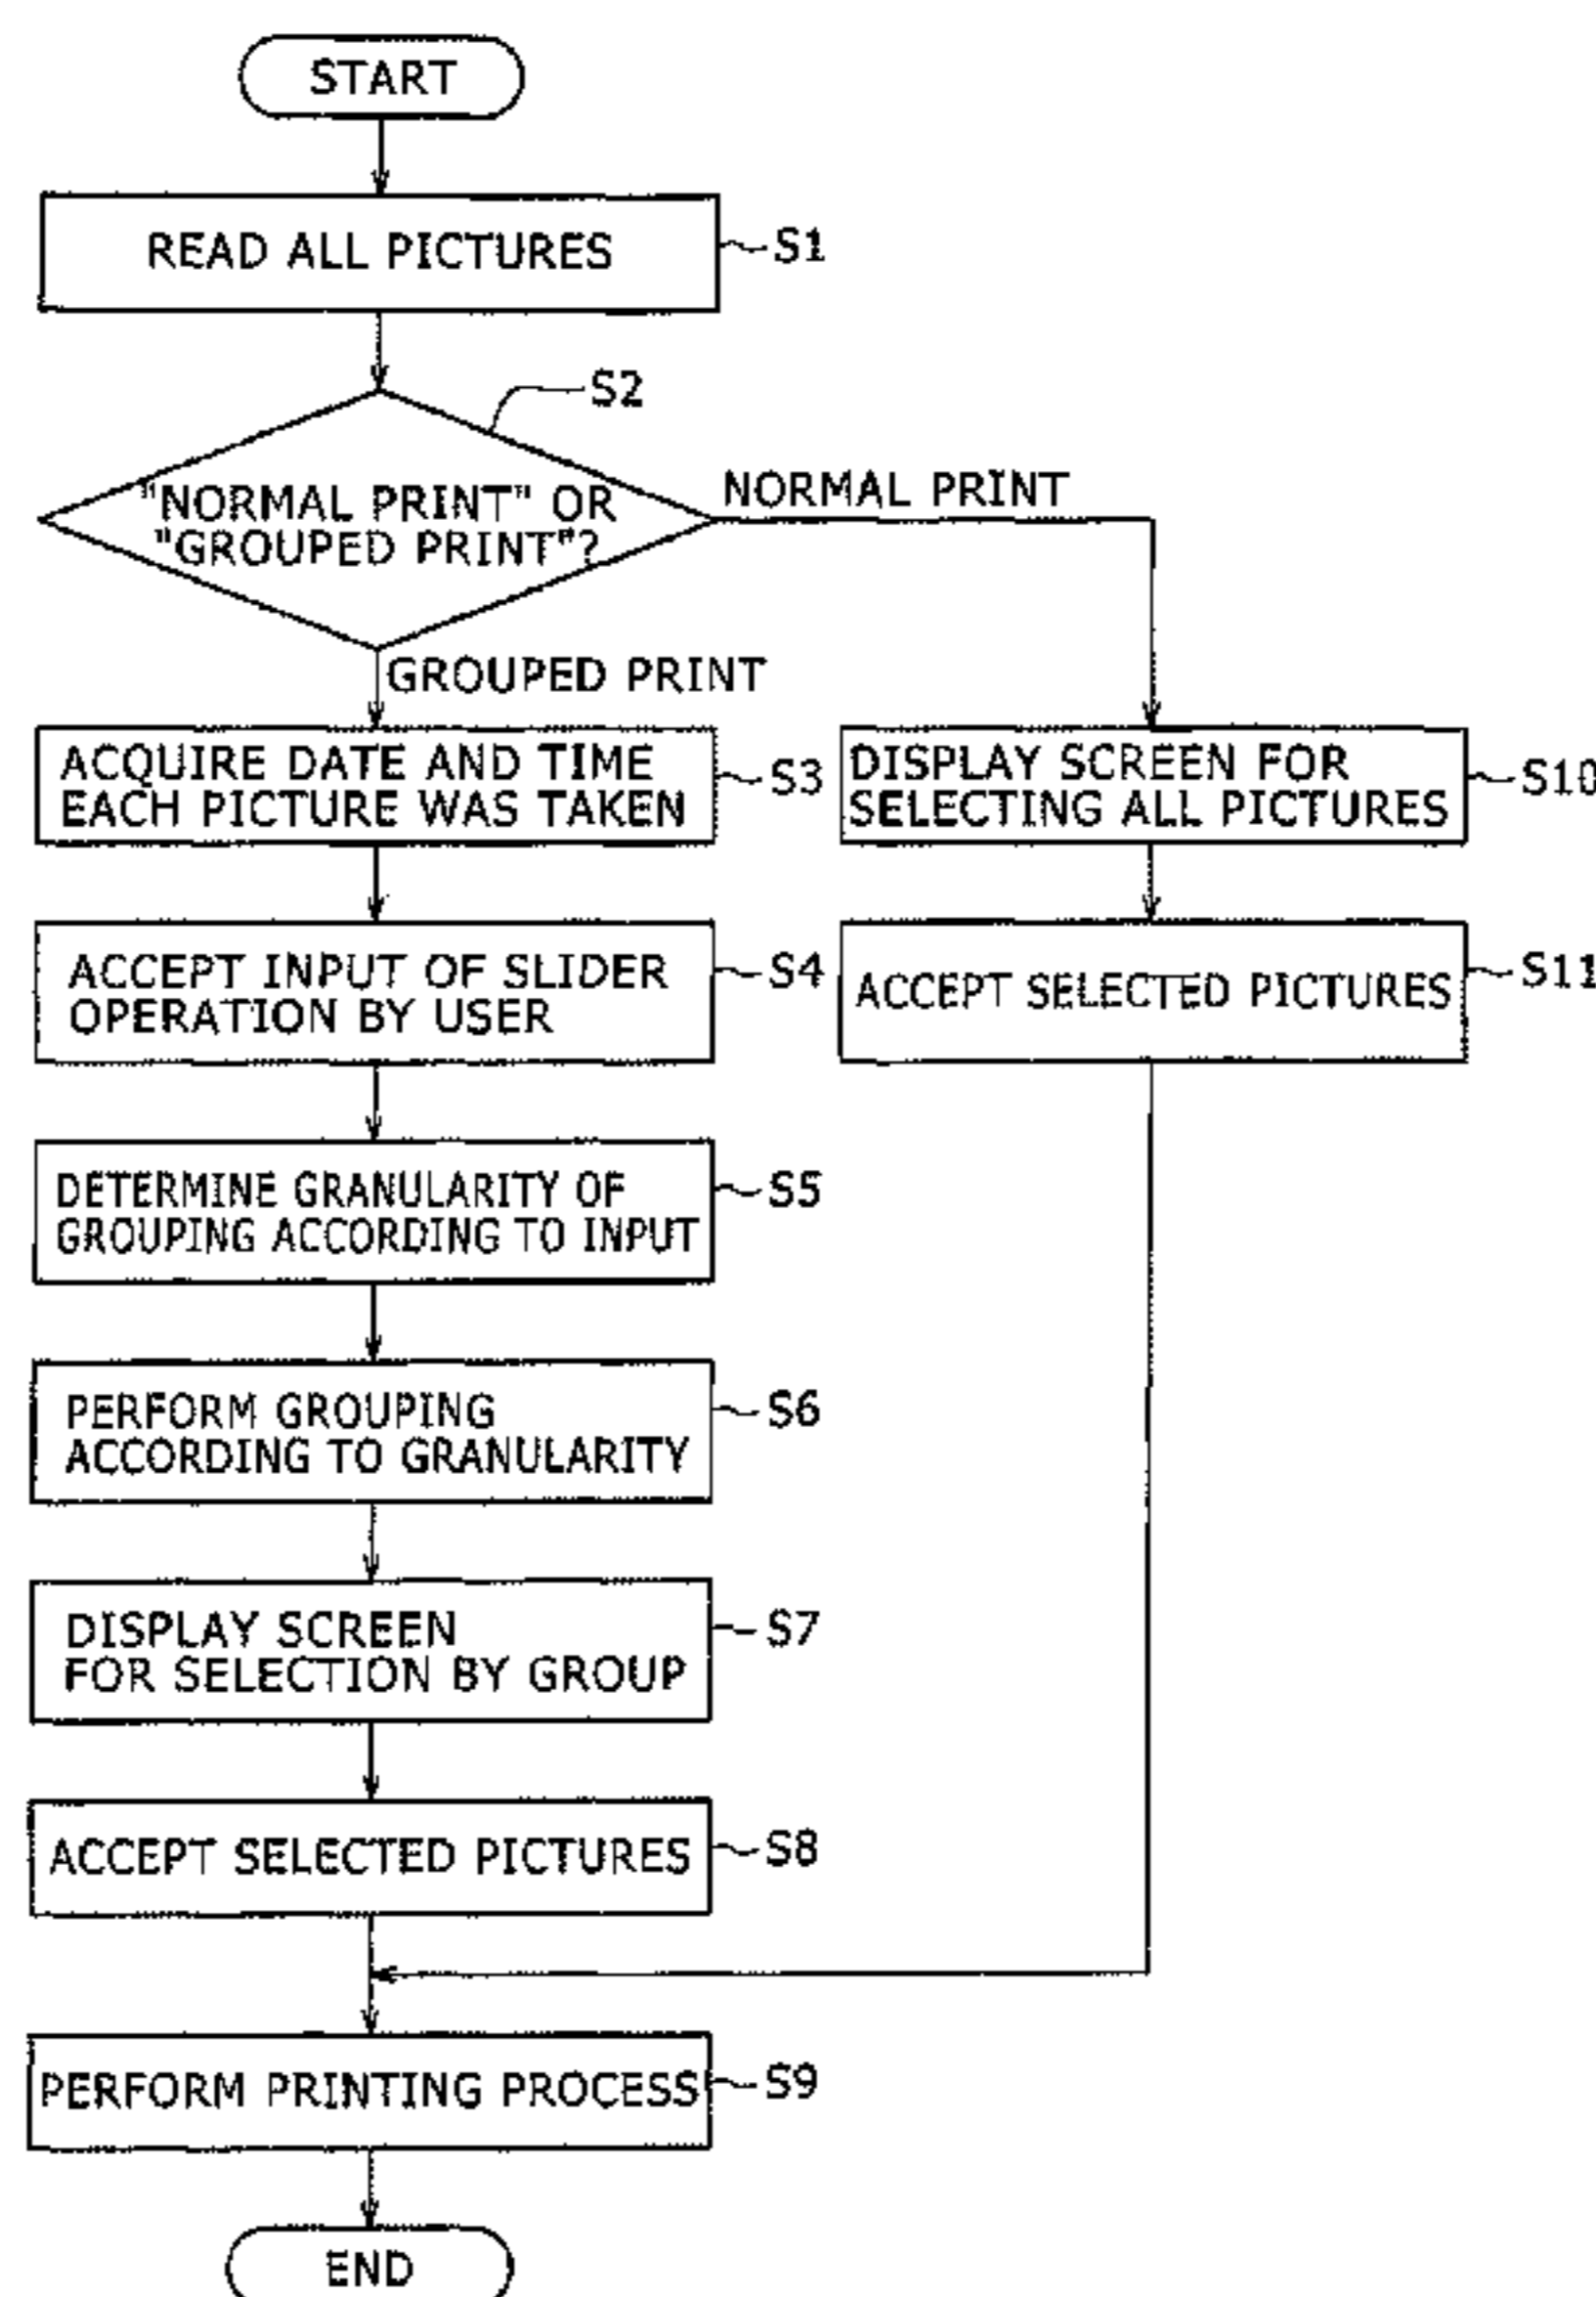 START
READ ALL PICTURES
S1
S2
"NORMAL PRINT" OR
"GROUPED PRINT"?
NORMAL PRINT
GROUPED PRINT
ACQUIRE DATE AND TIME
EACH PICTURE WAS TAKEN
S3
DISPLAY SCREEN FOR
SELECTING ALL PICTURES
S10
ACCEPT INPUT OF SLIDER
OPERATION BY USER
S4
ACCEPT SELECTED PICTURES
S11
DETERMINE GRANULARITY OF
GROUPING ACCORDING TO INPUT
S5
PERFORM GROUPING
ACCORDING TO GRANULARITY
S6
DISPLAY SCREEN
FOR SELECTION BY GROUP
S7
ACCEPT SELECTED PICTURES
S8
PERFORM PRINTING PROCESS
S9
END